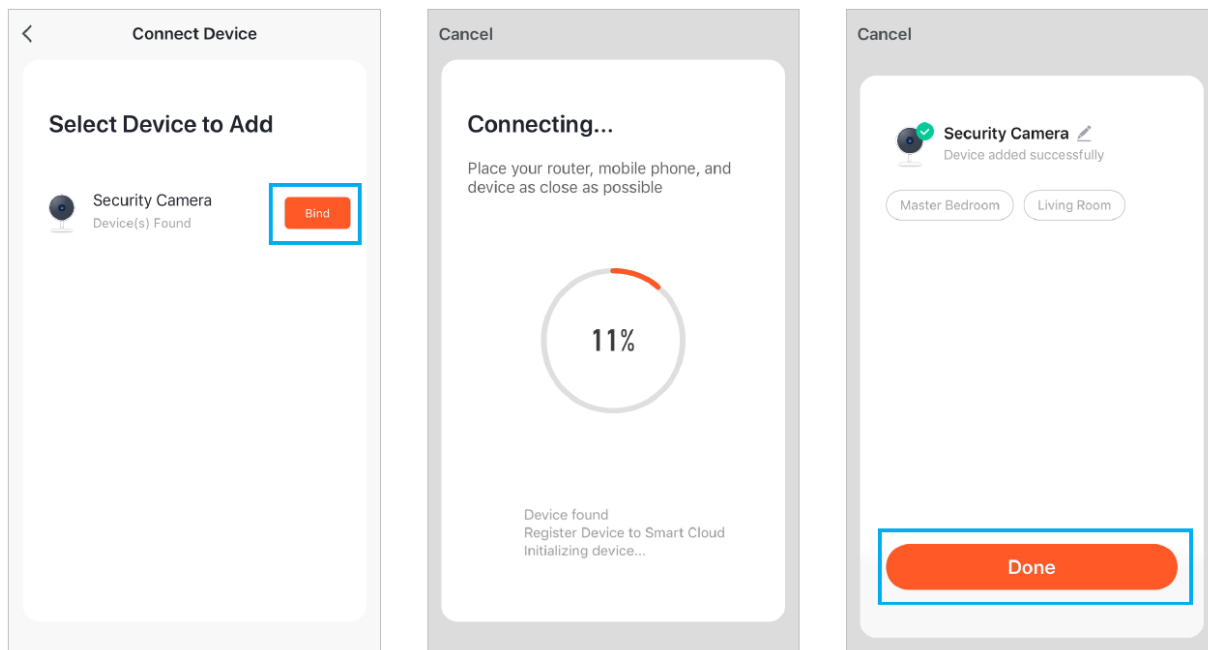 Connect Device
Select Device to Add
Security Camera
Device(s) Found
Bind
Cancel
Connecting...
Place your router, mobile phone, and
device as close as possible
11%
Device found
Register Device to Smart Cloud
Initializing device...
Cancel
Security Camera
Device added successfully
Master Bedroom
Living Room
Done